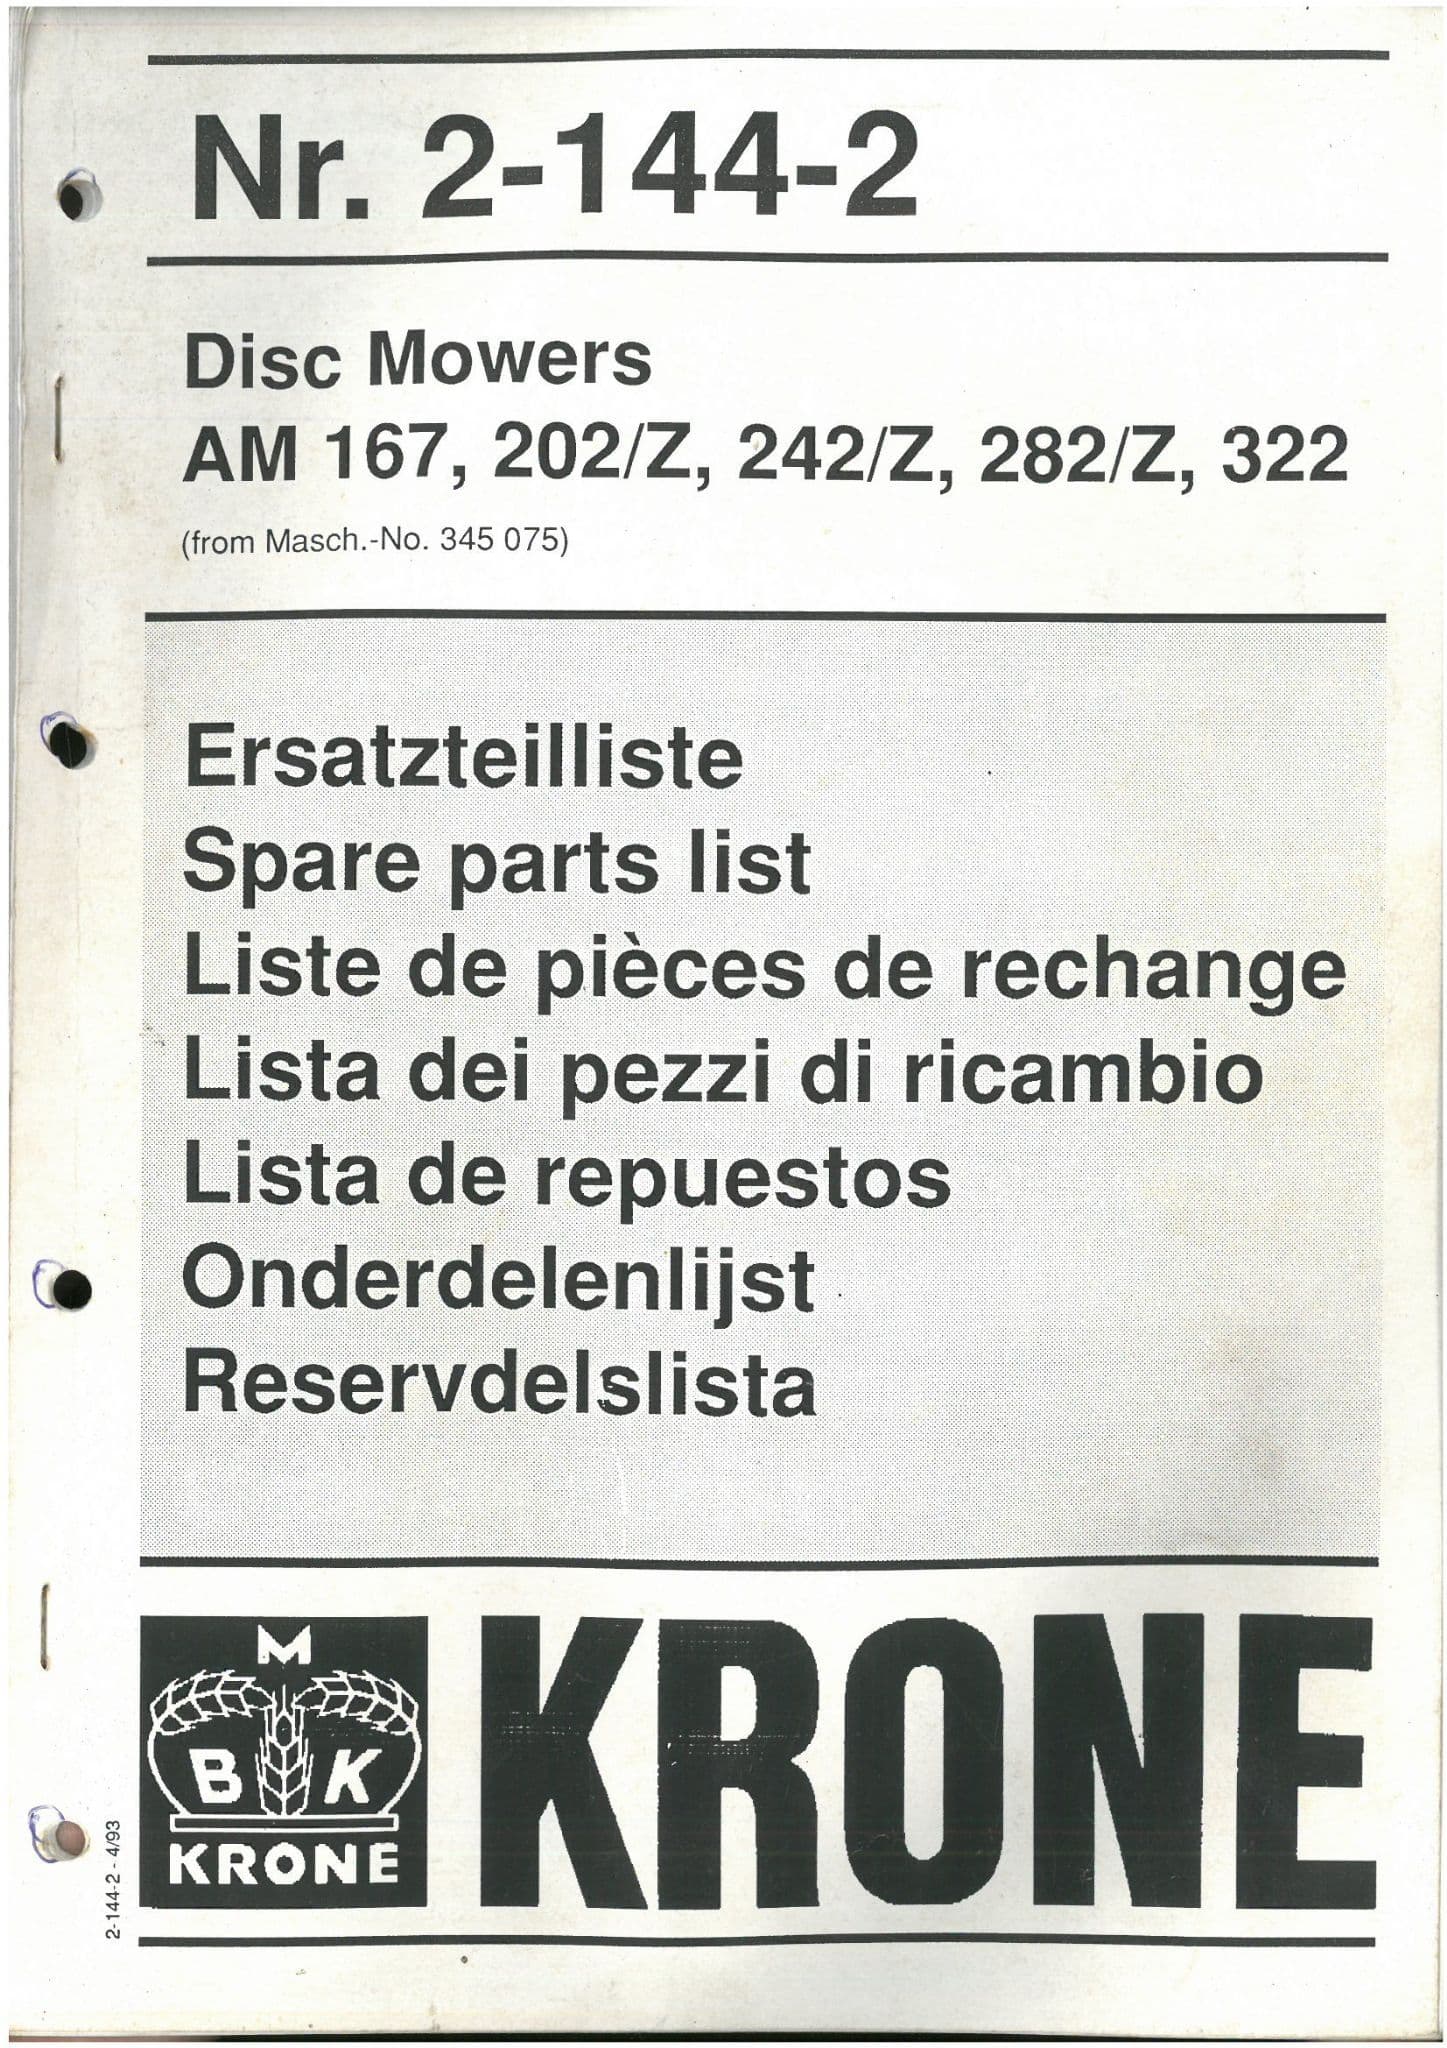 Nr. 2-144-2
Disc Mowers
AM 167, 202/Z, 242/Z, 282/Z, 322
(from Masch.-No. 345 075)
Ersatzteilliste
Spare parts list
Liste de pièces de rechange
Lista dei pezzi di ricambio
Lista de repuestos
Onderdelenlijst
Reservdelslista
M
B K
KRONE
KRONE
2-144-2 - 4/93